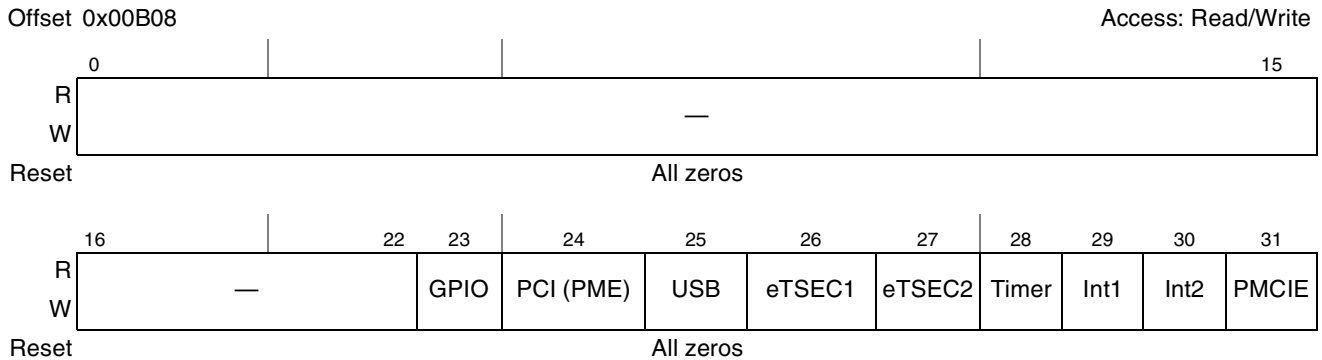 Offset 0x00B08 Access: Read/Write
0 15
R
—
W
Reset All zeros
16 22 23 24 25 26 27 28 29 30 31
R
— GPIO PCI (PME) USB eTSEC1 eTSEC2 Timer Int1 Int2 PMCIE
W
Reset All zeros